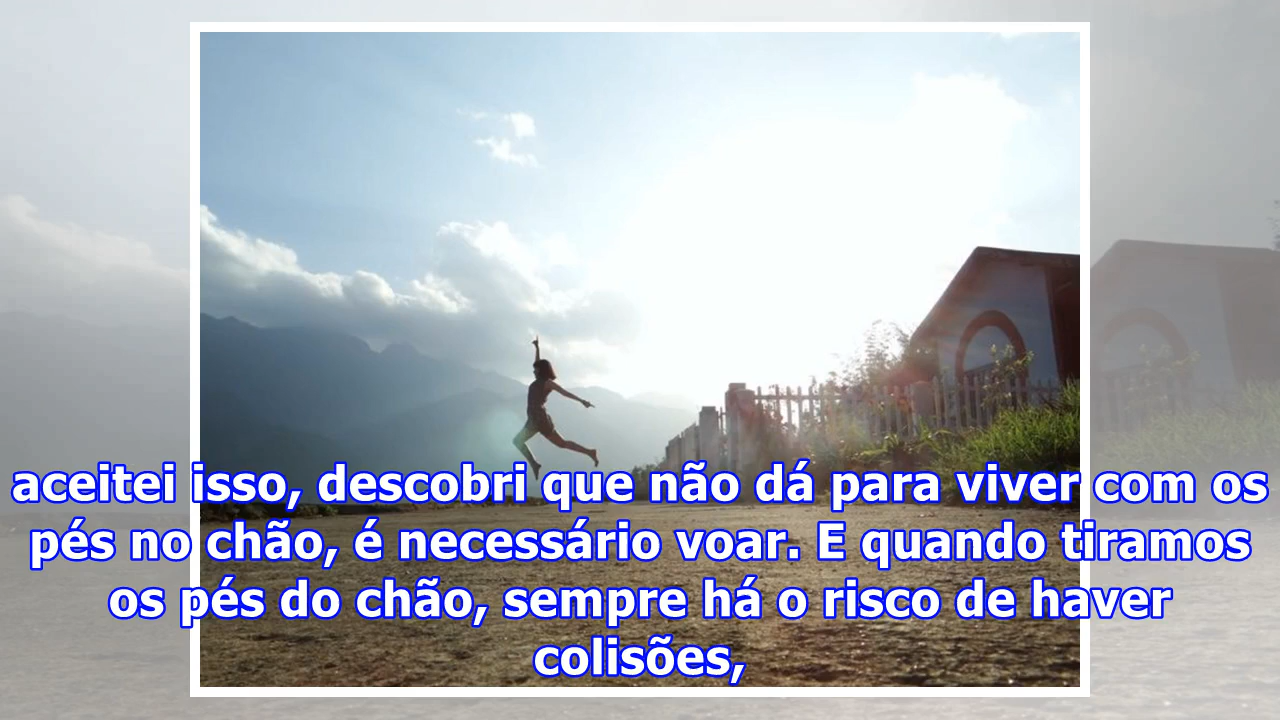 aceitei isso, descobri que não dá para viver com os
pés no chão, é necessário voar. E quando tiramos
os pés do chão, sempre há o risco de haver
colisões,